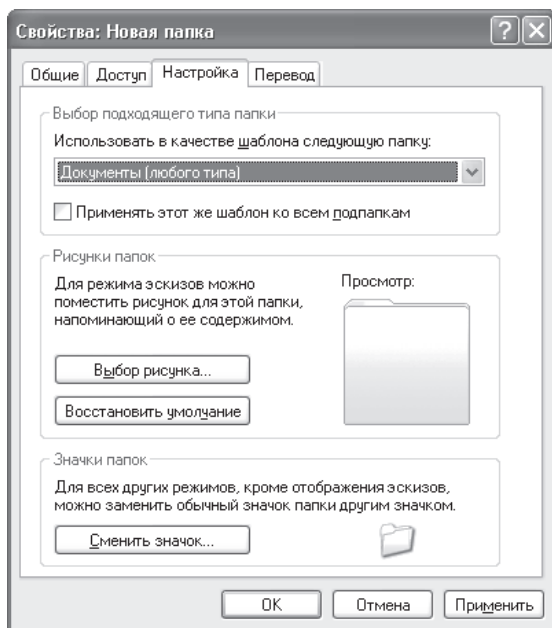 Свойства: Новая папка
Общие Доступ Настройка Перевод
Выбор подходящего типа папки
Использовать в качестве шаблона следующую папку:
Документы (любого типа)
Применять этот же шаблон ко всем подпапкам
Рисунки папок
Для режима эскизов можно
поместить рисунок для этой папки,
напоминающий о ее содержимом.
Просмотр:
Выбор рисунка...
Восстановить умолчание
Значки папок
Для всех других режимов, кроме отображения эскизов,
можно заменить обычный значок папки другим значком.
Сменить значок...
OK Отмена Применить